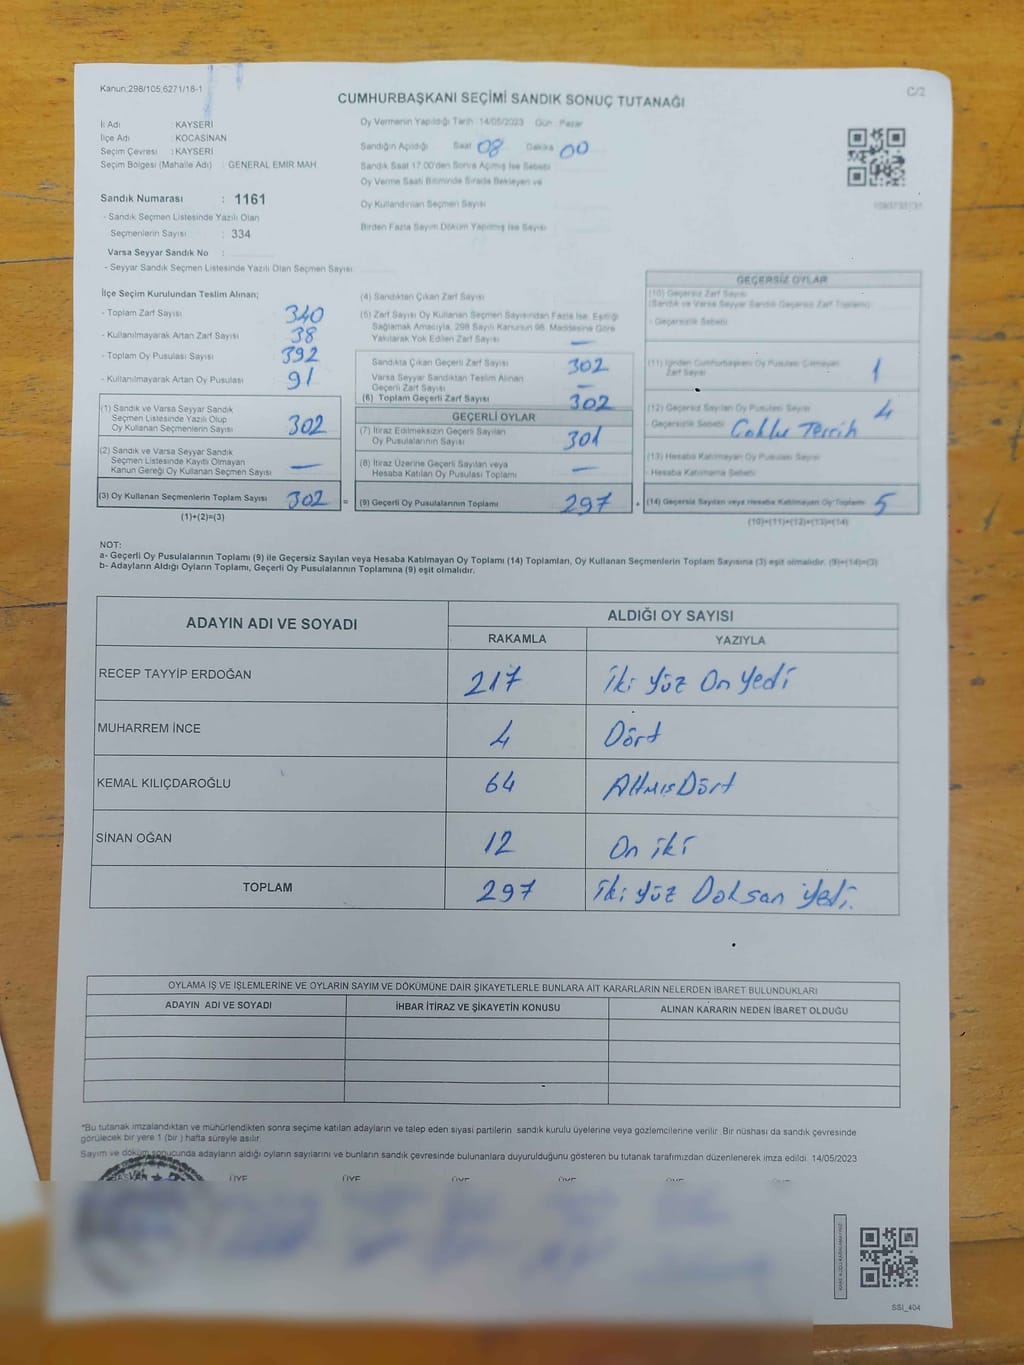 Kanun:298/105,6271/18-1
C/2
CUMHURBAŞKANI SEÇİMİ SANDIK SONUÇ TUTANAĞI
İl Adı : KAYSERİ
İlçe Adı : KOCASİNAN
Seçim Çevresi : KAYSERİ
Seçim Bölgesi (Mahalle Adı) : GENERAL EMİR MAH
Sandık Numarası : 1161
- Sandık Seçmen Listesinde Yazılı Olan
Seçmenlerin Sayısı : 334
Varsa Seyyar Sandık No :
- Seyyar Sandık Seçmen Listesinde Yazılı Olan Seçmen Sayısı
Oy Vermenin Yapıldığı Tarih : 14/05/2023 Gün : Pazar
Sandığın Açıldığı Saat 08 Dakika 00
Sandık Saat 17.00'den Sonra Açılmış İse Sebebi
Oy Verme Saati Bitiminde Sırada Bekleyen ve
Oy Kullandırılan Seçmen Sayısı
Birden Fazla Sayım Döküm Yapılmış İse Sayısı
İlçe Seçim Kurulundan Teslim Alınan;
- Toplam Zarf Sayısı 340
- Kullanılmayarak Artan Zarf Sayısı 38
- Toplam Oy Pusulası Sayısı 392
- Kullanılmayarak Artan Oy Pusulası 91
(1) Sandık ve Varsa Seyyar Sandık
Seçmen Listesinde Yazılı Olup
Oy Kullanan Seçmenlerin Sayısı 302
(2) Sandık ve Varsa Seyyar Sandık
Seçmen Listesinde Kayıtlı Olmayan
Kanun Gereği Oy Kullanan Seçmen Sayısı —
(3) Oy Kullanan Seçmenlerin Toplam Sayısı 302 =
(1)+(2)=(3)
(4) Sandıktan Çıkan Zarf Sayısı
(5) Zarf Sayısı Oy Kullanan Seçmen Sayısından Fazla İse, Eşitliği
Sağlamak Amacıyla, 298 Sayılı Kanunun 98. Maddesine Göre
Yakılarak Yok Edilen Zarf Sayısı —
Sandıkta Çıkan Geçerli Zarf Sayısı 302
Varsa Seyyar Sandıktan Teslim Alınan
Geçerli Zarf Sayısı —
(6) Toplam Geçerli Zarf Sayısı 302
GEÇERLİ OYLAR
(7) İtiraz Edilmeksizin Geçerli Sayılan
Oy Pusulalarının Sayısı 301
(8) İtiraz Üzerine Geçerli Sayılan veya
Hesaba Katılan Oy Pusulası Toplamı —
(9) Geçerli Oy Pusulalarının Toplamı 297 +
GEÇERSİZ OYLAR
(10) Geçersiz Zarf Sayısı
(Sandık ve Varsa Seyyar Sandık Geçersiz Zarf Toplamı)
- Geçersizlik Sebebi
(11) İçinden Cumhurbaşkanı Oy Pusulası Çıkmayan
Zarf Sayısı 1
(12) Geçersiz Sayılan Oy Pusulası Sayısı 4
- Geçersizlik Sebebi Çoklu Tercih
(13) Hesaba Katılmayan Oy Pusulası Sayısı
- Hesaba Katılmama Sebebi
(14) Geçersiz Sayılan veya Hesaba Katılmayan Oy Toplamı 5
(10)+(11)+(12)+(13)=(14)
NOT:
a- Geçerli Oy Pusulalarının Toplamı (9) ile Geçersiz Sayılan veya Hesaba Katılmayan Oy Toplamı (14) Toplamları, Oy Kullanan Seçmenlerin Toplam Sayısına (3) eşit olmalıdır. (9)+(14)=(3)
b- Adayların Aldığı Oyların Toplamı, Geçerli Oy Pusulalarının Toplamına (9) eşit olmalıdır.
ADAYIN ADI VE SOYADI
ALDIĞI OY SAYISI
RAKAMLA YAZIYLA
RECEP TAYYİP ERDOĞAN 217 İki Yüz On Yedi
MUHARREM İNCE 4 Dört
KEMAL KILIÇDAROĞLU 64 Altmış Dört
SİNAN OĞAN 12 On iki
TOPLAM 297 İki yüz Doksan Yedi.
OYLAMA İŞ VE İŞLEMLERİNE VE OYLARIN SAYIM VE DÖKÜMÜNE DAİR ŞİKAYETLERLE BUNLARA AİT KARARLARIN NELERDEN İBARET BULUNDUKLARI
ADAYIN ADI VE SOYADI İHBAR İTİRAZ VE ŞİKAYETİN KONUSU ALINAN KARARIN NEDEN İBARET OLDUĞU
*Bu tutanak imzalandıktan ve mühürlendikten sonra seçime katılan adayların ve talep eden siyasi partilerin sandık kurulu üyelerine veya gözlemcilerine verilir. Bir nüshası da sandık çevresinde
görülecek bir yere 1 (bir ) hafta süreyle asılır.
Sayım ve döküm sonucunda adayların aldığı oyların sayılarını ve bunların sandık çevresinde bulunanlara duyurulduğunu gösteren bu tutanak tarafımızdan düzenlenerek imza edildi. 14/05/2023
BAŞKAN ÜYE ÜYE ÜYE ÜYE ÜYE ÜYE
SSI_404